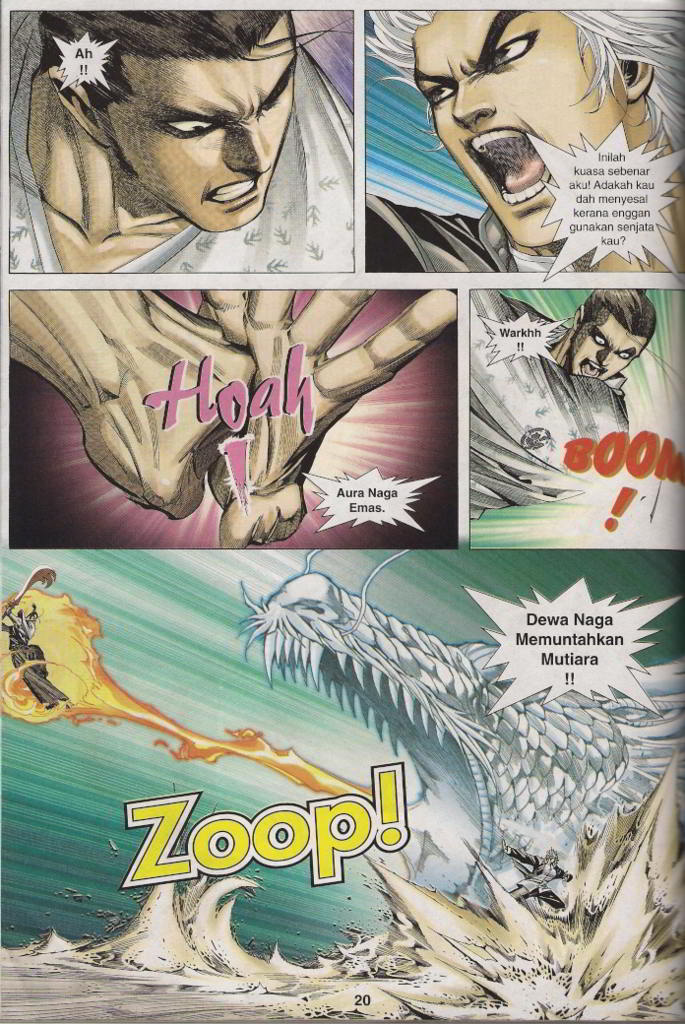 Ah
!!
Inilah
kuasa sebenar
aku! Adakah kau
dah menyesal
kerana enggan
gunakan senjata
kau?
Hoah
!
Aura Naga
Emas.
Warkhh
!!
BOOM
!
Dewa Naga
Memuntahkan
Mutiara
!!
Zoop!
20